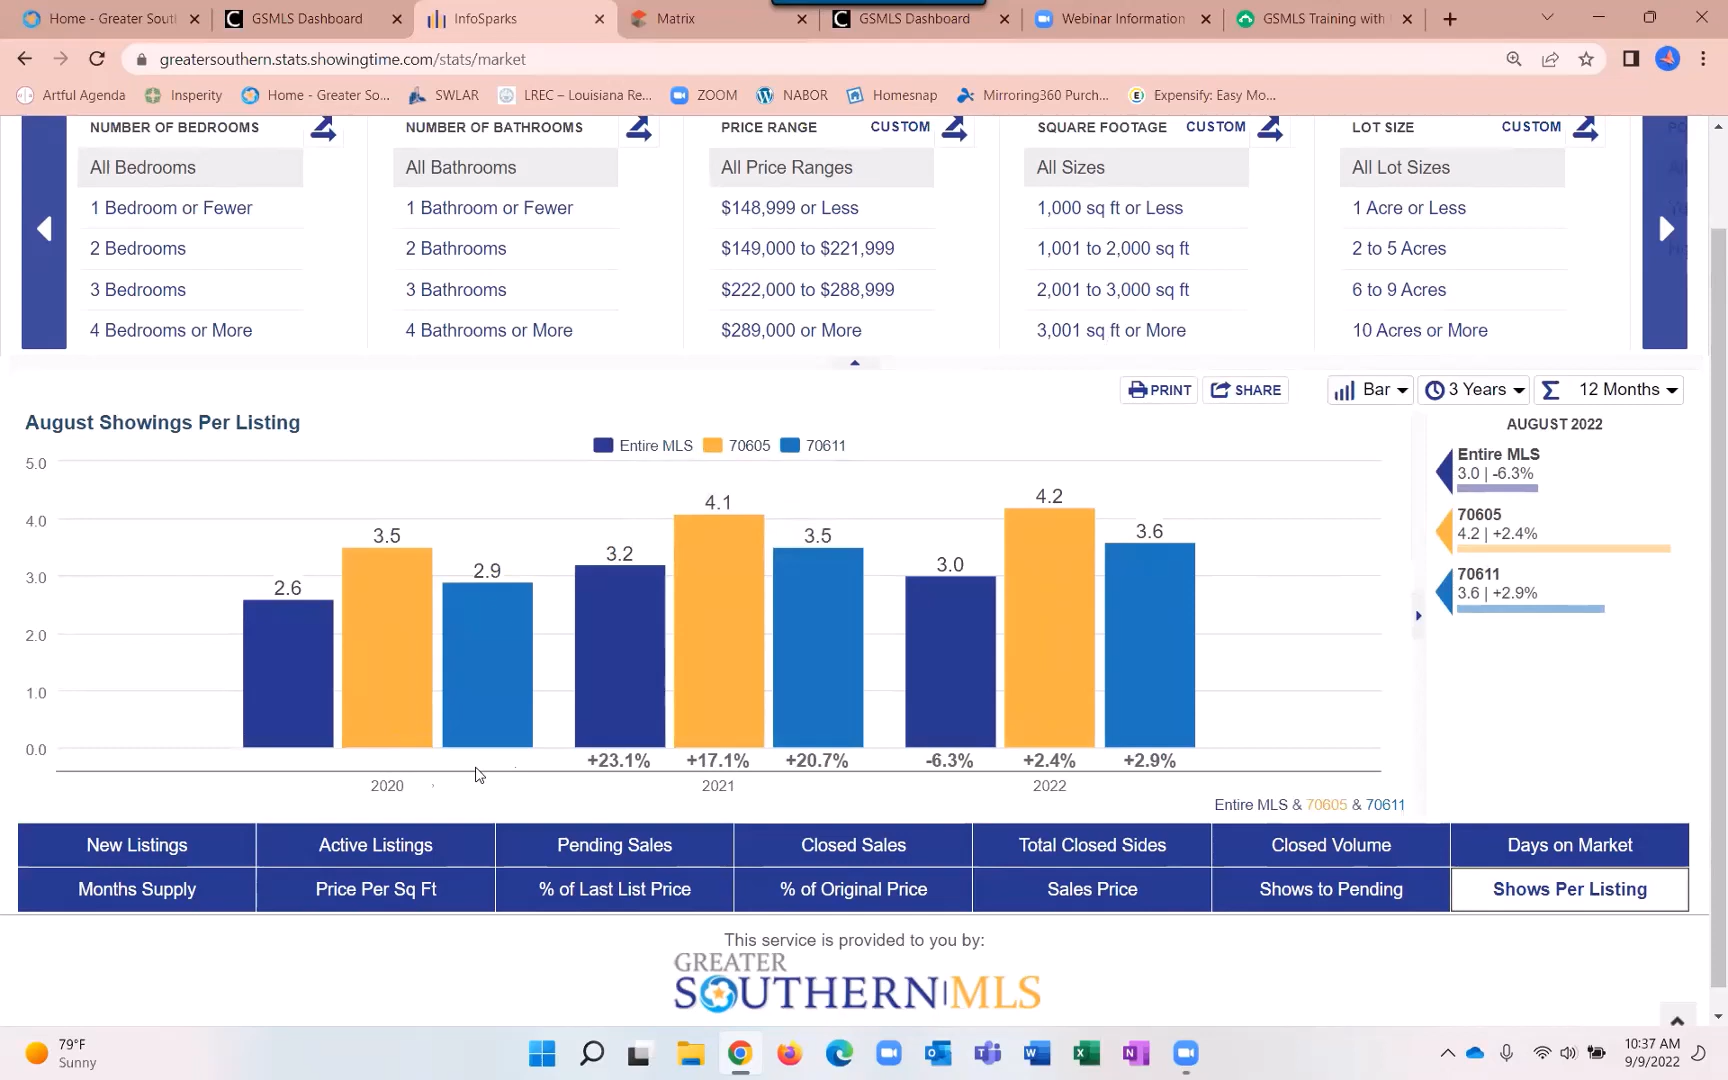 Home - Greater Sout
GSMLS Dashboard
InfoSparks
Matrix
GSMLS Dashboard
Webinar Information
GSMLS Training with
greatersouthern.stats.showingtime.com/stats/market
Artful Agenda
Insperity
Home - Greater So...
SWLAR
LREC – Louisiana Re...
ZOOM
NABOR
Homesnap
Mirroring360 Purch...
Expensify: Easy Mo...
NUMBER OF BEDROOMS
All Bedrooms
1 Bedroom or Fewer
2 Bedrooms
3 Bedrooms
4 Bedrooms or More
NUMBER OF BATHROOMS
All Bathrooms
1 Bathroom or Fewer
2 Bathrooms
3 Bathrooms
4 Bathrooms or More
PRICE RANGE CUSTOM
All Price Ranges
$148,999 or Less
$149,000 to $221,999
$222,000 to $288,999
$289,000 or More
SQUARE FOOTAGE CUSTOM
All Sizes
1,000 sq ft or Less
1,001 to 2,000 sq ft
2,001 to 3,000 sq ft
3,001 sq ft or More
LOT SIZE CUSTOM
All Lot Sizes
1 Acre or Less
2 to 5 Acres
6 to 9 Acres
10 Acres or More
PRINT
SHARE
Bar
3 Years
Σ 12 Months
August Showings Per Listing
Entire MLS 70605 70611
5.0
4.0
3.0
2.0
1.0
0.0
2.6
3.5
2.9
3.2
4.1
3.5
3.0
4.2
3.6
+23.1% +17.1% +20.7% -6.3% +2.4% +2.9%
2020 2021 2022
Entire MLS & 70605 & 70611
AUGUST 2022
Entire MLS
3.0 | -6.3%
70605
4.2 | +2.4%
70611
3.6 | +2.9%
New Listings
Active Listings
Pending Sales
Closed Sales
Total Closed Sides
Closed Volume
Days on Market
Months Supply
Price Per Sq Ft
% of Last List Price
% of Original Price
Sales Price
Shows to Pending
Shows Per Listing
This service is provided to you by:
GREATER
SOUTHERN MLS
79°F
Sunny
10:37 AM
9/9/2022